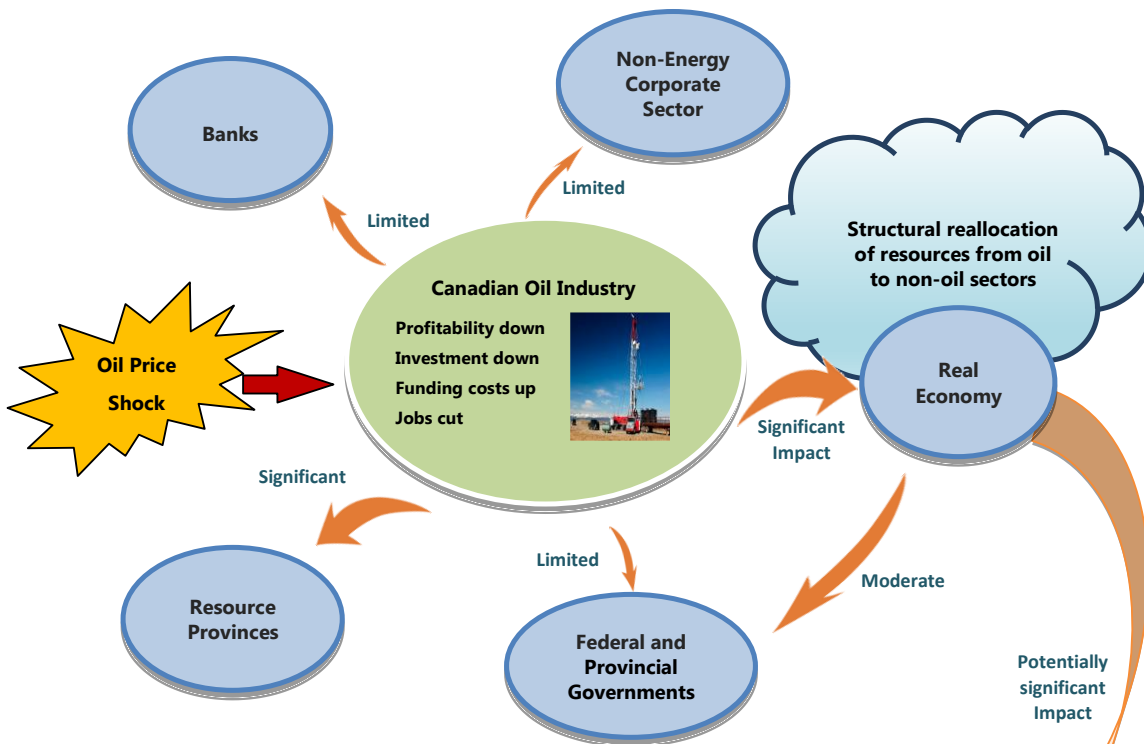 Non-Energy
Corporate
Sector
Banks
Limited
Limited
Structural reallocation
of resources from oil
to non-oil sectors
Canadian Oil Industry
Profitability down
Investment down
Funding costs up
Jobs cut
Oil Price
Shock
Real
Economy
Significant
Impact
Significant
Limited
Moderate
Resource
Provinces
Federal and
Provincial
Governments
Potentially
significant
Impact